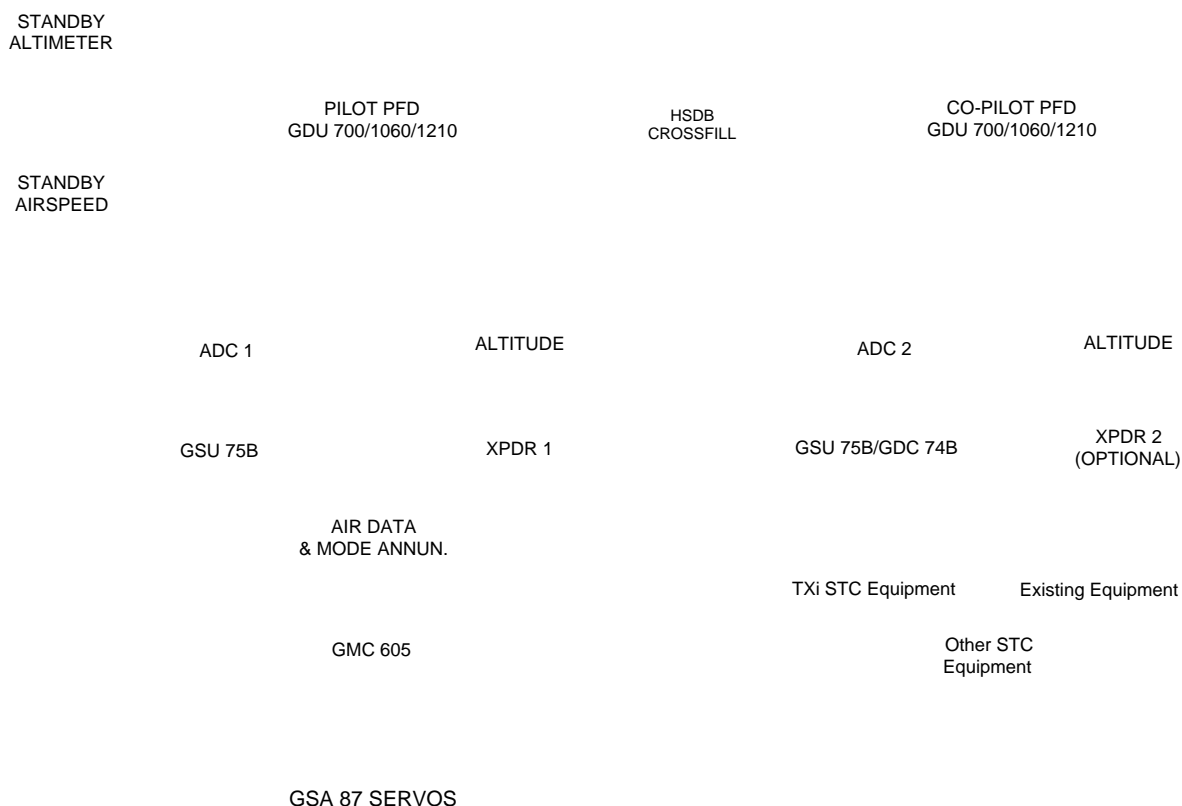 STANDBY
ALTIMETER
PILOT PFD
GDU 700/1060/1210
HSDB
CROSSFILL
CO-PILOT PFD
GDU 700/1060/1210
STANDBY
AIRSPEED
ADC 1
ALTITUDE
ADC 2
ALTITUDE
GSU 75B
XPDR 1
GSU 75B/GDC 74B
XPDR 2
(OPTIONAL)
AIR DATA
& MODE ANNUN.
TXi STC Equipment
Existing Equipment
GMC 605
Other STC
Equipment
GSA 87 SERVOS